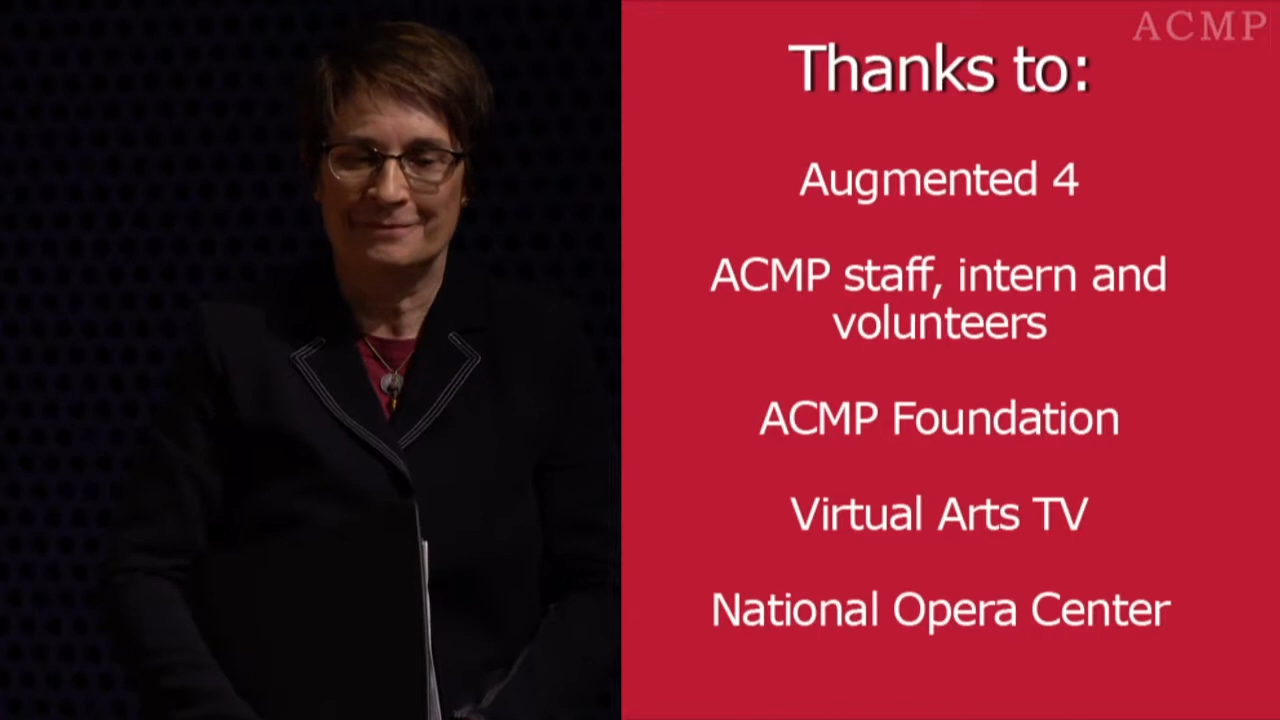 ACMP
Thanks to:
Augmented 4
ACMP staff, intern and
volunteers
ACMP Foundation
Virtual Arts TV
National Opera Center